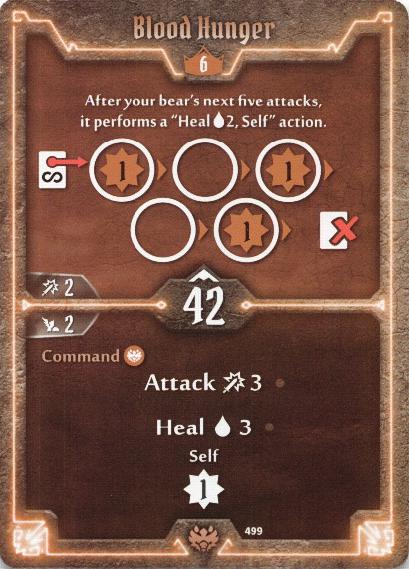 Blood Hunger
6
After your bear's next five attacks,
it performs a "Heal 2, Self" action.
S 1 1
1
2
42
2
Command
Attack 3
Heal 3
Self
1
499